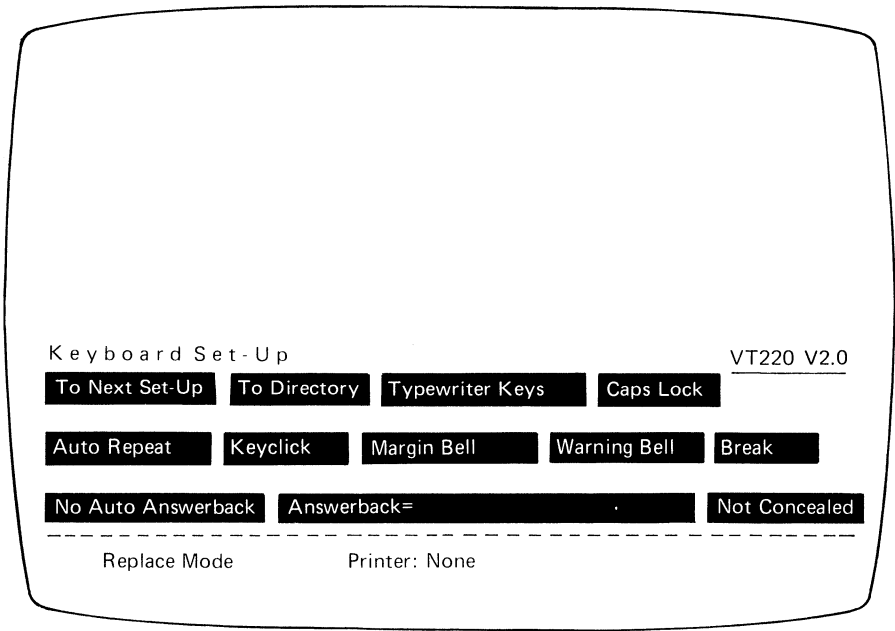 Keyboard Set-Up VT220 V2.0
To Next Set-Up To Directory Typewriter Keys Caps Lock
Auto Repeat Keyclick Margin Bell Warning Bell Break
No Auto Answerback Answerback= Not Concealed
Replace Mode Printer: None